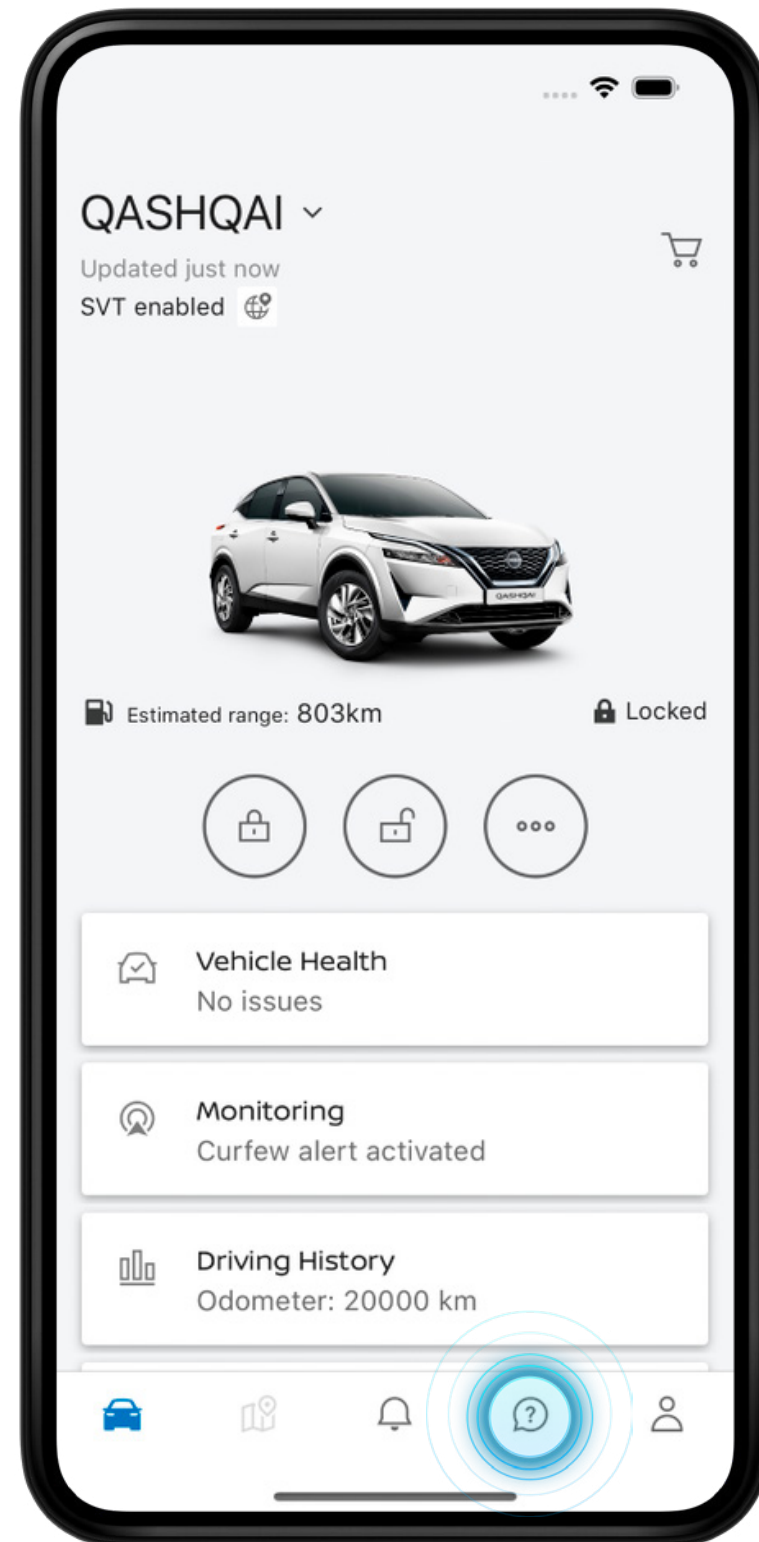 QASHQAI
Updated just now
SVT enabled
QASHQAI
Estimated range: 803km
Locked
Vehicle Health
No issues
Monitoring
Curfew alert activated
Driving History
Odometer: 20000 km